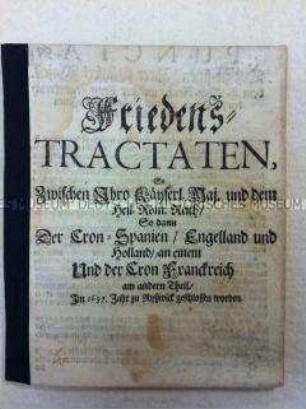 Friedens-
TRACTATEN,
So
Zwischen Ihro Käyserl. Maj. und dem
Heil. Röm. Reich/
So dann
Der Cron-Spanien/ Engelland und
Holland/ an einem
Und der Cron Franckreich
am andern Theil/
Im 1697. Jahr zu Ryßwick geschlossen worden.